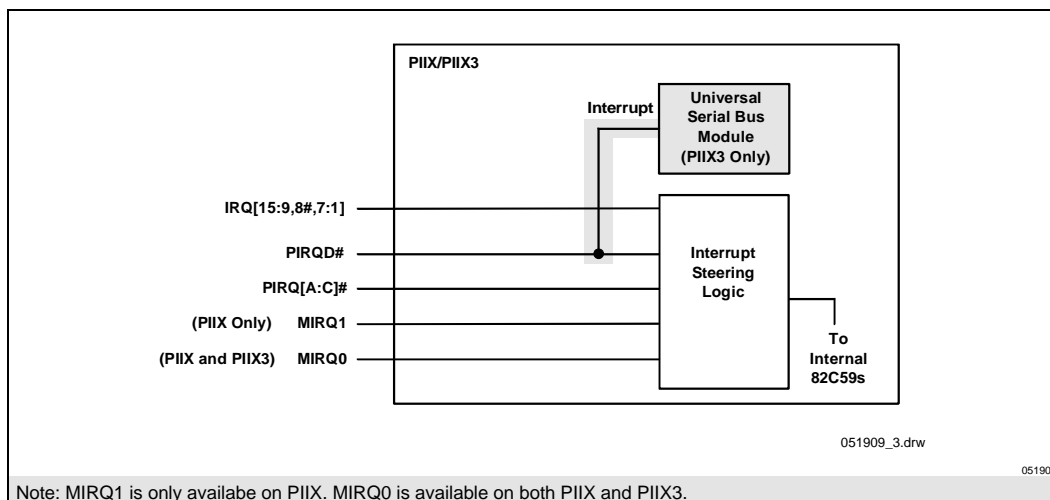 PIIX/PIIX3
Interrupt
Universal
Serial Bus
Module
(PIIX3 Only)
IRQ[15:9,8#,7:1]
PIRQD#
PIRQ[A:C]#
(PIIX Only) MIRQ1
(PIIX and PIIX3) MIRQ0
Interrupt
Steering
Logic
To
Internal
82C59s
051909_3.drw
051909
Note: MIRQ1 is only availabe on PIIX. MIRQ0 is available on both PIIX and PIIX3.